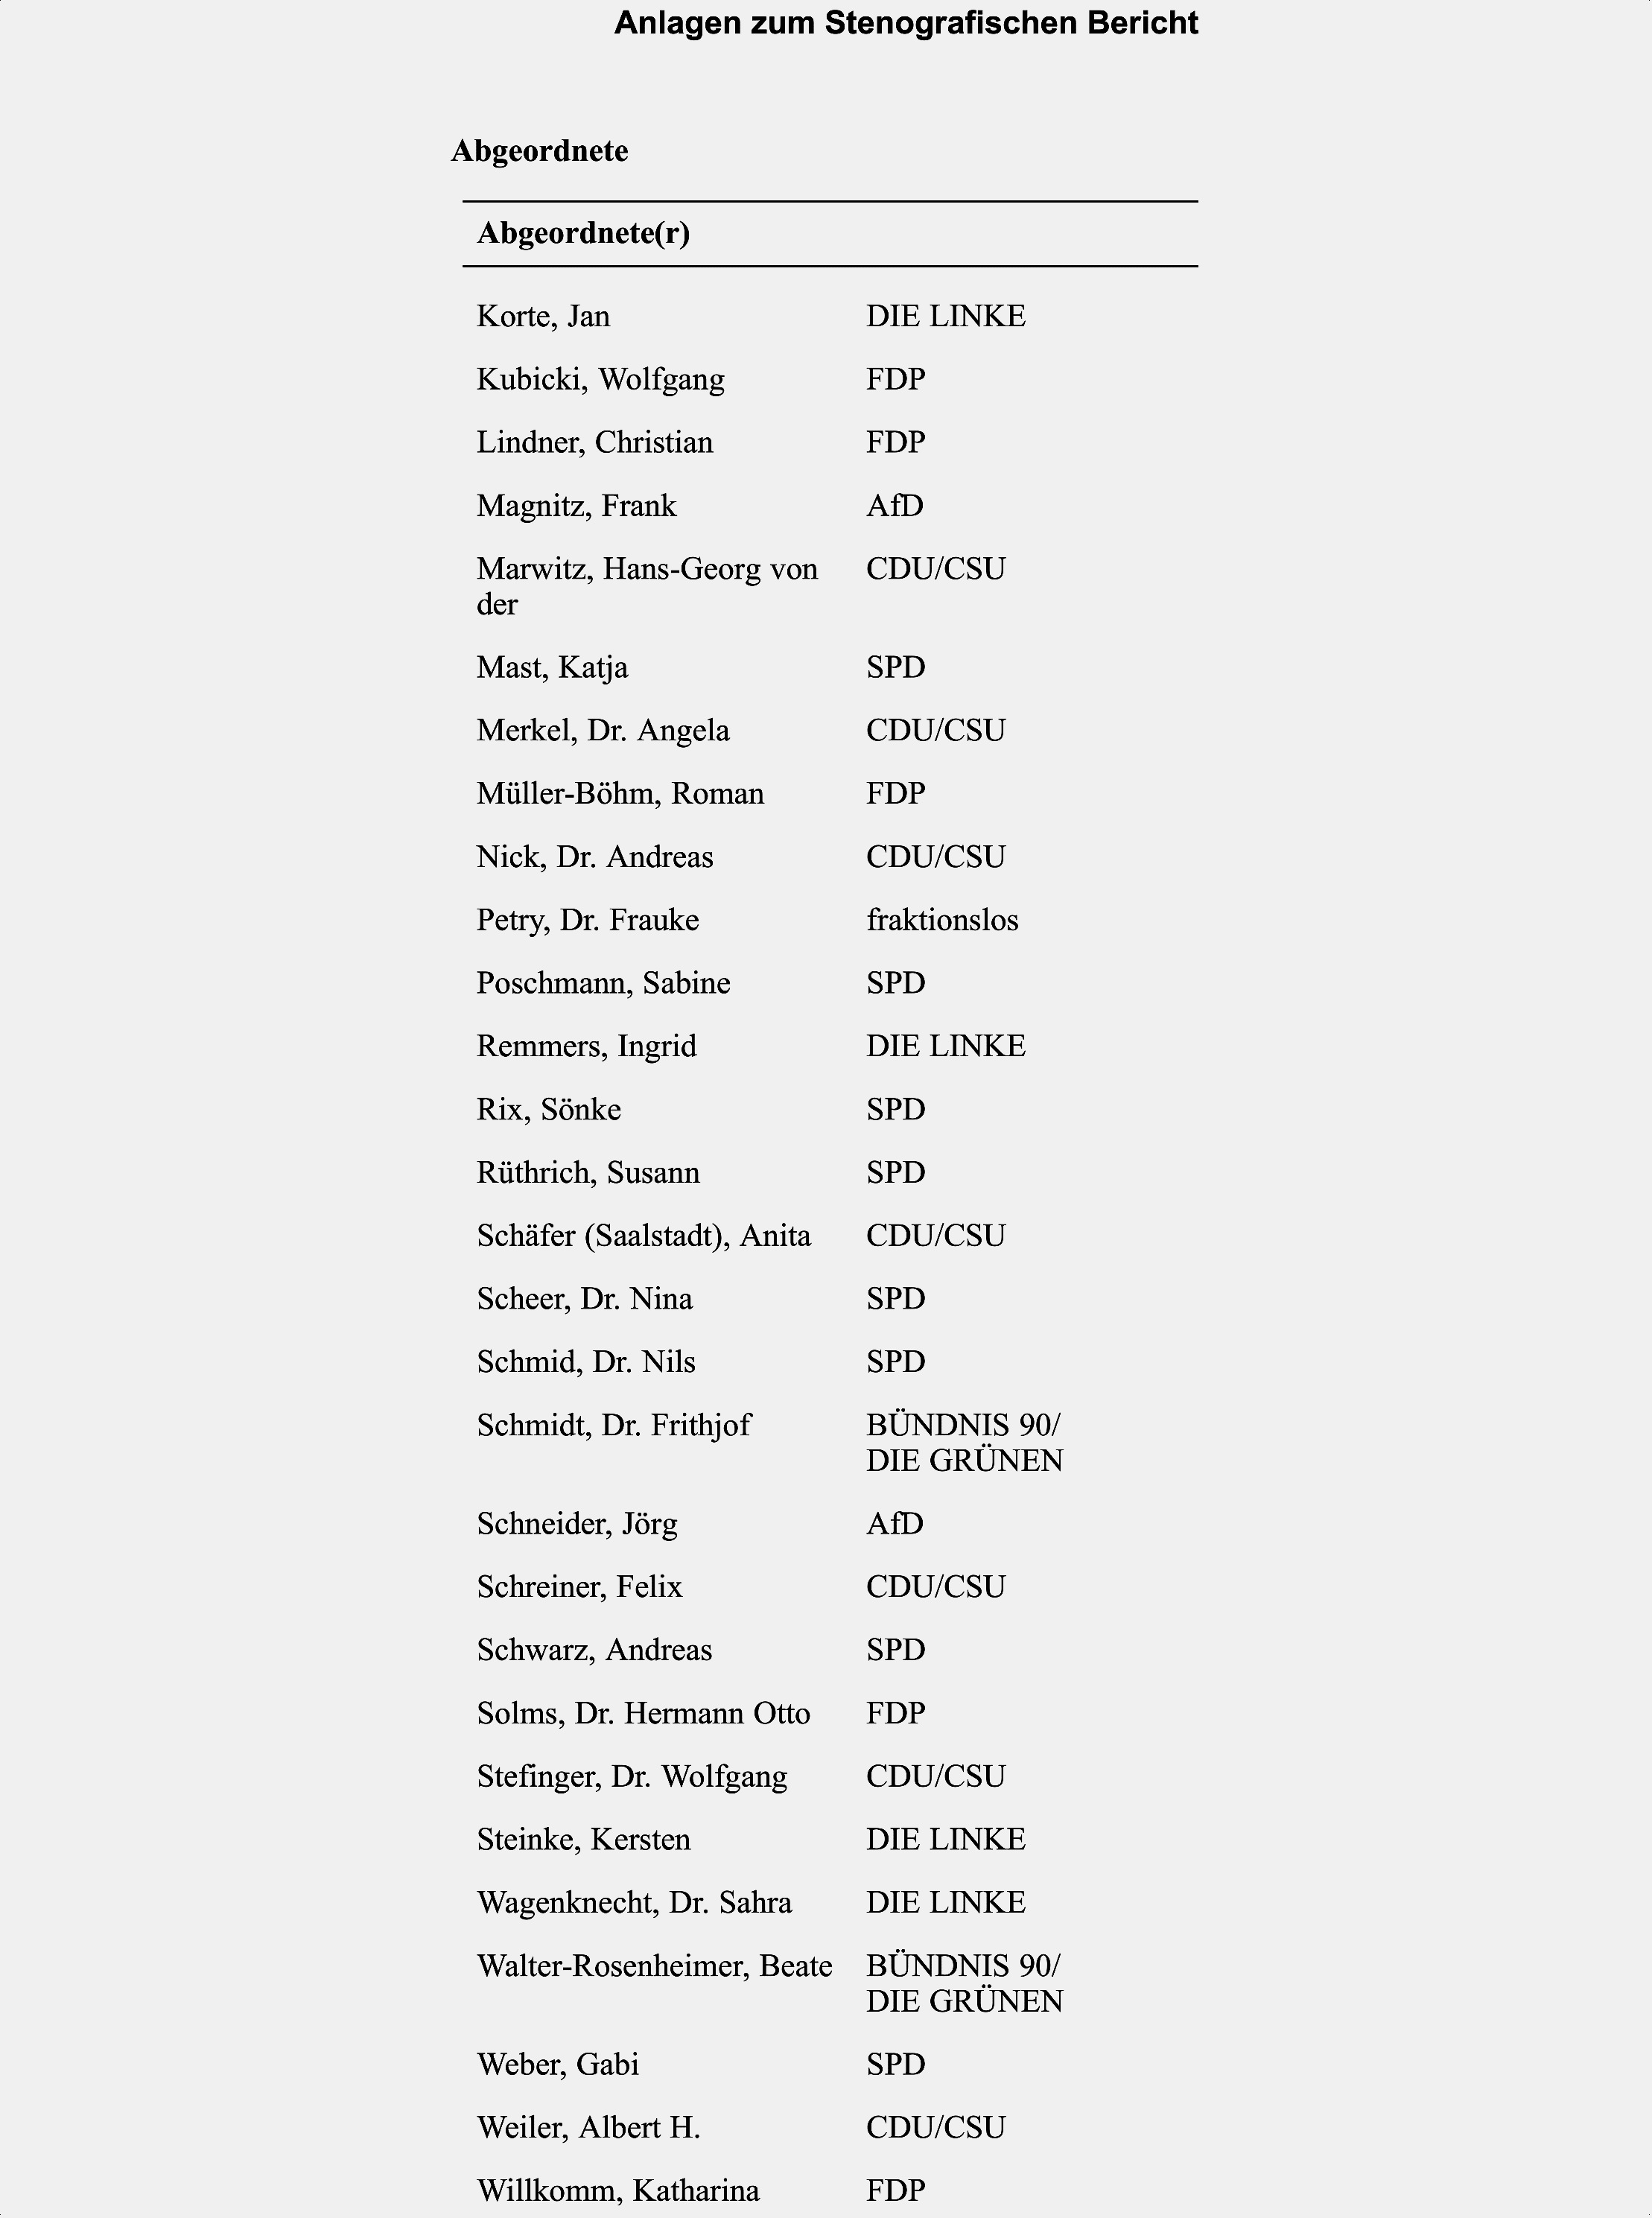 Anlagen zum Stenografischen Bericht
Abgeordnete
Abgeordnete(r)
Korte, Jan DIE LINKE
Kubicki, Wolfgang FDP
Lindner, Christian FDP
Magnitz, Frank AfD
Marwitz, Hans-Georg von CDU/CSU
der
Mast, Katja SPD
Merkel, Dr. Angela CDU/CSU
Müller-Böhm, Roman FDP
Nick, Dr. Andreas CDU/CSU
Petry, Dr. Frauke fraktionslos
Poschmann, Sabine SPD
Remmers, Ingrid DIE LINKE
Rix, Sönke SPD
Rüthrich, Susann SPD
Schäfer (Saalstadt), Anita CDU/CSU
Scheer, Dr. Nina SPD
Schmid, Dr. Nils SPD
Schmidt, Dr. Frithjof BÜNDNIS 90/
DIE GRÜNEN
Schneider, Jörg AfD
Schreiner, Felix CDU/CSU
Schwarz, Andreas SPD
Solms, Dr. Hermann Otto FDP
Stefinger, Dr. Wolfgang CDU/CSU
Steinke, Kersten DIE LINKE
Wagenknecht, Dr. Sahra DIE LINKE
Walter-Rosenheimer, Beate BÜNDNIS 90/
DIE GRÜNEN
Weber, Gabi SPD
Weiler, Albert H. CDU/CSU
Willkomm, Katharina FDP